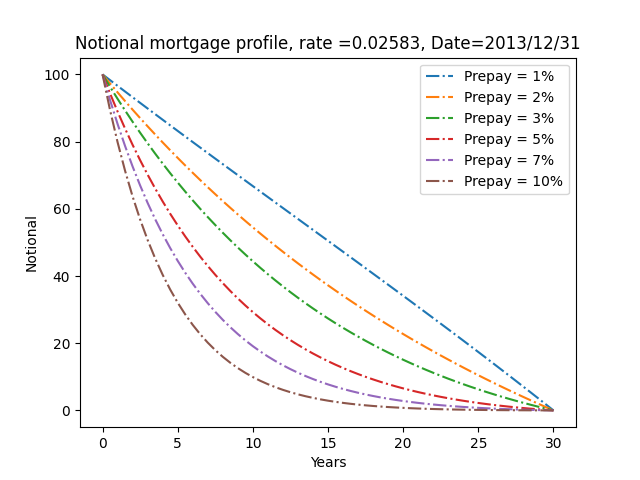 Notional mortgage profile, rate =0.02583, Date=2013/12/31
100
80
60
40
20
0
Notional
Prepay = 1%
Prepay = 2%
Prepay = 3%
Prepay = 5%
Prepay = 7%
Prepay = 10%
0 5 10 15 20 25 30
Years